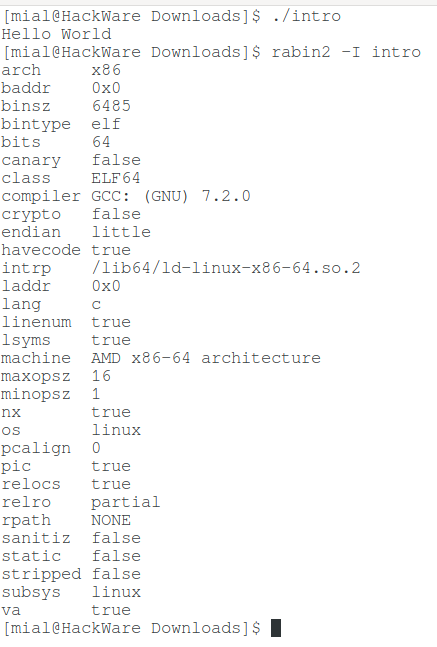 [mial@HackWare Downloads]$ ./intro
Hello World
[mial@HackWare Downloads]$ rabin2 -I intro
arch     x86
baddr    0x0
binsz    6485
bintype  elf
bits     64
canary   false
class    ELF64
compiler GCC: (GNU) 7.2.0
crypto   false
endian   little
havecode true
intrp    /lib64/ld-linux-x86-64.so.2
laddr    0x0
lang     c
linenum  true
lsyms    true
machine  AMD x86-64 architecture
maxopsz  16
minopsz  1
nx       true
os       linux
pcalign  0
pic      true
relocs   true
relro    partial
rpath    NONE
sanitiz  false
static   false
stripped false
subsys   linux
va       true
[mial@HackWare Downloads]$